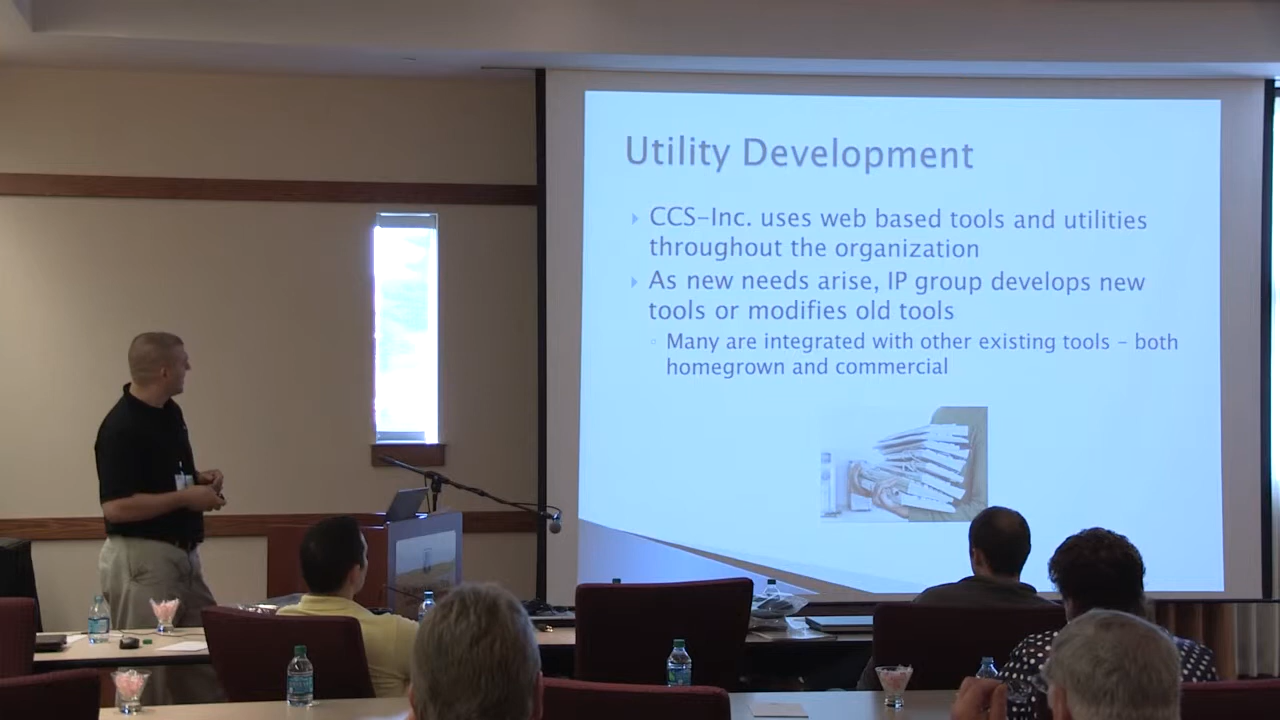 Utility Development
CCS-Inc. uses web based tools and utilities
throughout the organization
As new needs arise, IP group develops new
tools or modifies old tools
Many are integrated with other existing tools - both
homegrown and commercial